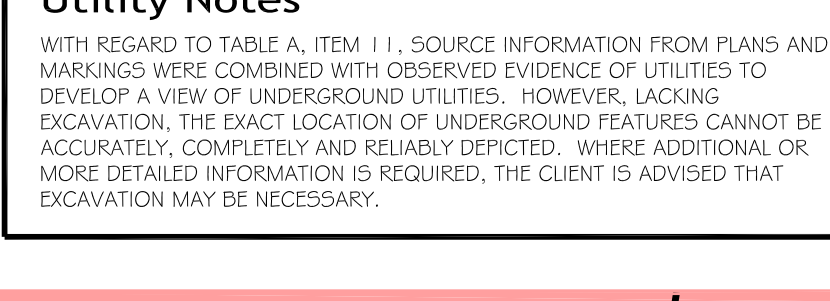 Utility Notes
WITH REGARD TO TABLE A, ITEM 11, SOURCE INFORMATION FROM PLANS AND
MARKINGS WERE COMBINED WITH OBSERVED EVIDENCE OF UTILITIES TO
DEVELOP A VIEW OF UNDERGROUND UTILITIES. HOWEVER, LACKING
EXCAVATION, THE EXACT LOCATION OF UNDERGROUND FEATURES CANNOT BE
ACCURATELY, COMPLETELY AND RELIABLY DEPICTED. WHERE ADDITIONAL OR
MORE DETAILED INFORMATION IS REQUIRED, THE CLIENT IS ADVISED THAT
EXCAVATION MAY BE NECESSARY.